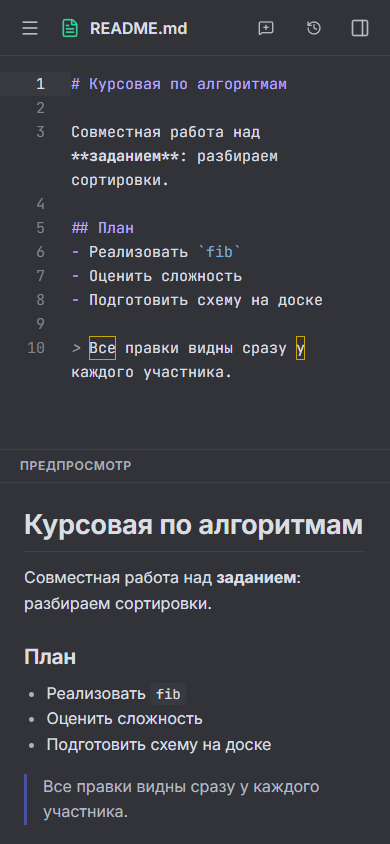 README.md
1 # Курсовая по алгоритмам
2
3 Совместная работа над
**заданием**: разбираем
сортировки.
4
5 ## План
6 - Реализовать `fib`
7 - Оценить сложность
8 - Подготовить схему на доске
9
10 > Все правки видны сразу у
каждого участника.
ПРЕДПРОСМОТР
Курсовая по алгоритмам
Совместная работа над заданием:
разбираем сортировки.
План
• Реализовать fib
• Оценить сложность
• Подготовить схему на доске
Все правки видны сразу у каждого
участника.